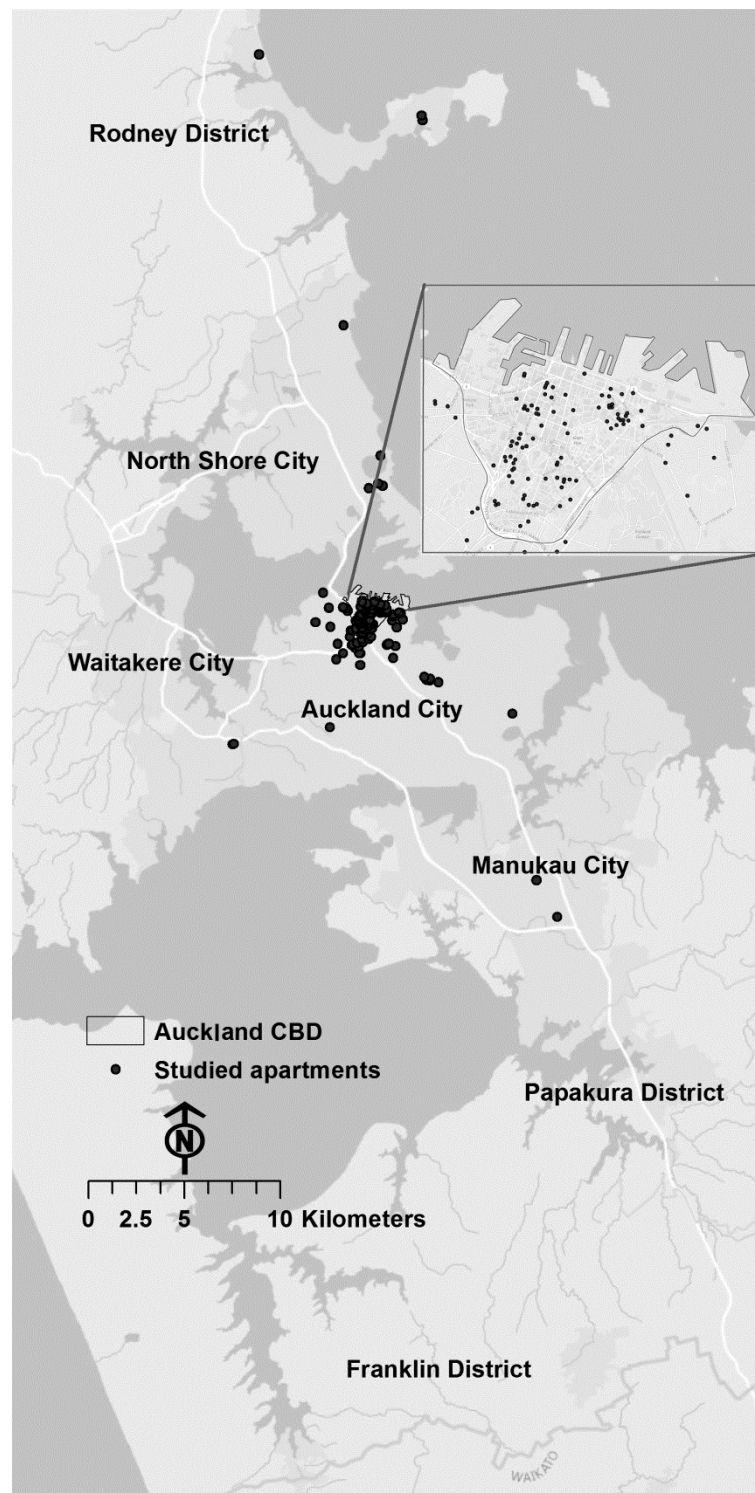 Rodney District
North Shore City
Waitakere City
Auckland City
Manukau City
Auckland CBD
Studied apartments
Papakura District
N
0 2.5 5 10 Kilometers
Franklin District
WAIKATO